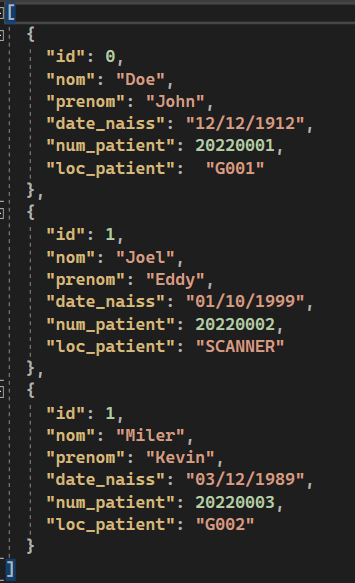 [
  {
    "id": 0,
    "nom": "Doe",
    "prenom": "John",
    "date_naiss": "12/12/1912",
    "num_patient": 20220001,
    "loc_patient":  "G001"
  },
  {
    "id": 1,
    "nom": "Joel",
    "prenom": "Eddy",
    "date_naiss": "01/10/1999",
    "num_patient": 20220002,
    "loc_patient": "SCANNER"
  },
  {
    "id": 1,
    "nom": "Miler",
    "prenom": "Kevin",
    "date_naiss": "03/12/1989",
    "num_patient": 20220003,
    "loc_patient": "G002"
  }
]